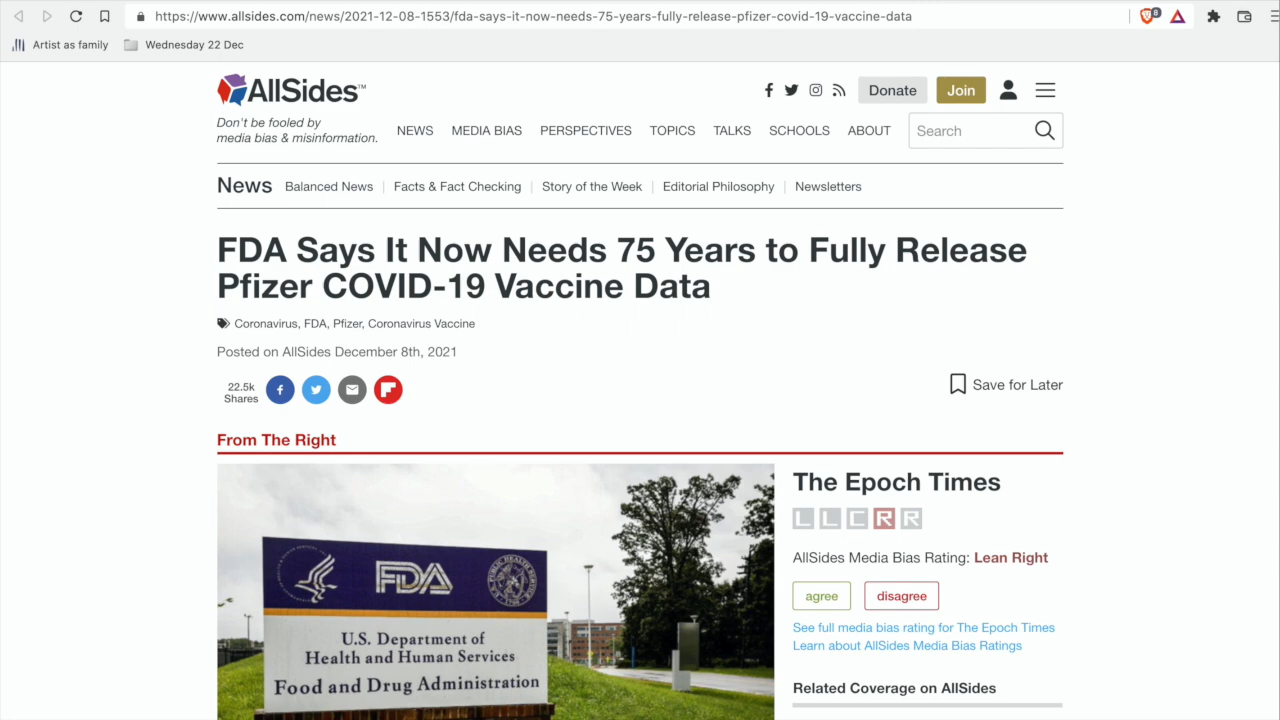 https://www.allsides.com/news/2021-12-08-1553/fda-says-it-now-needs-75-years-fully-release-pfizer-covid-19-vaccine-data
8
Artist as family
Wednesday 22 Dec
AllSides™
Don't be fooled by
media bias & misinformation.
Donate
Join
NEWS MEDIA BIAS PERSPECTIVES TOPICS TALKS SCHOOLS ABOUT
Search
News Balanced News Facts & Fact Checking Story of the Week Editorial Philosophy Newsletters
FDA Says It Now Needs 75 Years to Fully Release
Pfizer COVID-19 Vaccine Data
Coronavirus, FDA, Pfizer, Coronavirus Vaccine
Posted on AllSides December 8th, 2021
22.5k
Shares
Save for Later
From The Right
FDA
U.S. Department of
Health and Human Services
Food and Drug Administration
The Epoch Times
L L C R R
AllSides Media Bias Rating: Lean Right
agree disagree
See full media bias rating for The Epoch Times
Learn about AllSides Media Bias Ratings
Related Coverage on AllSides